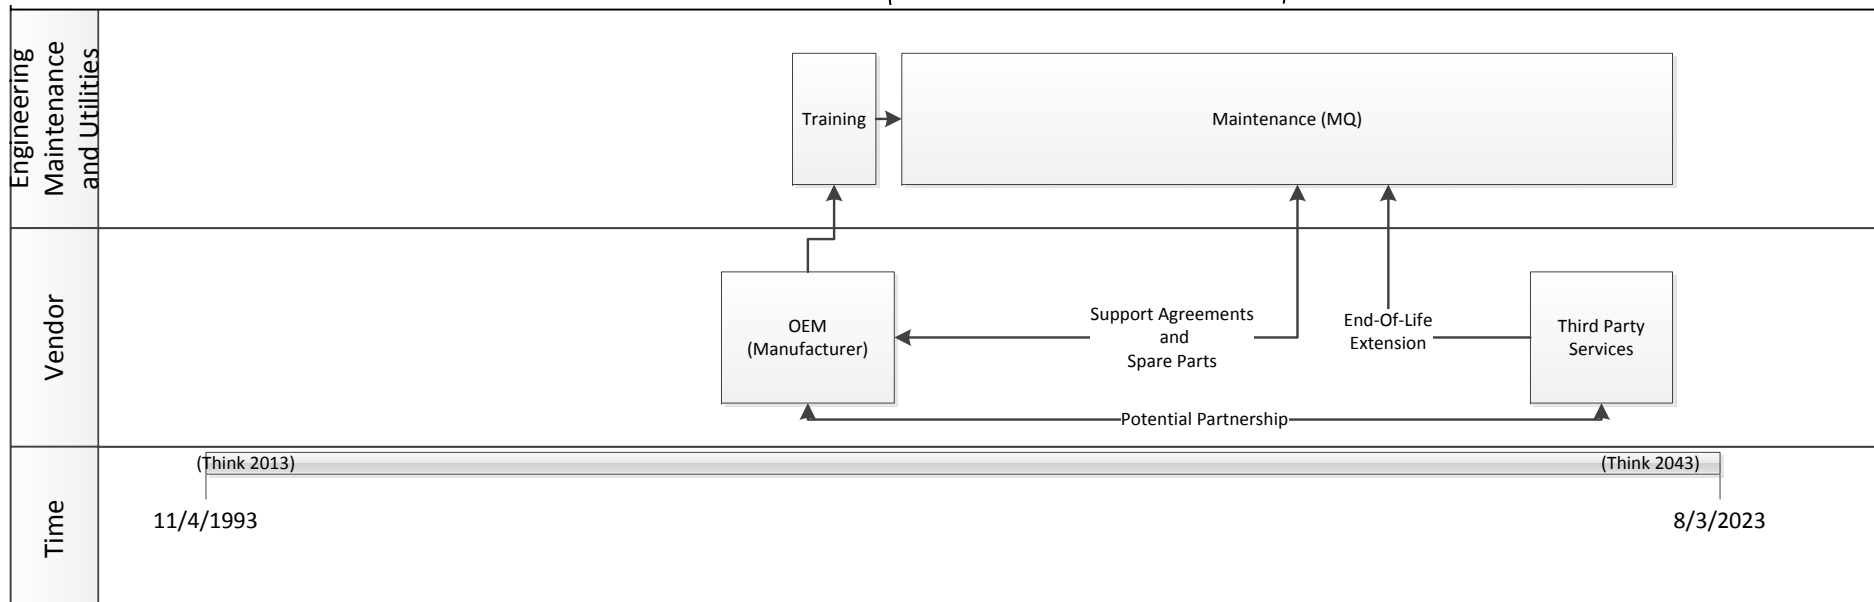 Engineering
Maintenance
and Utilities
Training
Maintenance (MQ)
Vendor
OEM
(Manufacturer)
Support Agreements
and
Spare Parts
End-Of-Life
Extension
Third Party
Services
Potential Partnership
Time
(Think 2013)
(Think 2043)
11/4/1993
8/3/2023